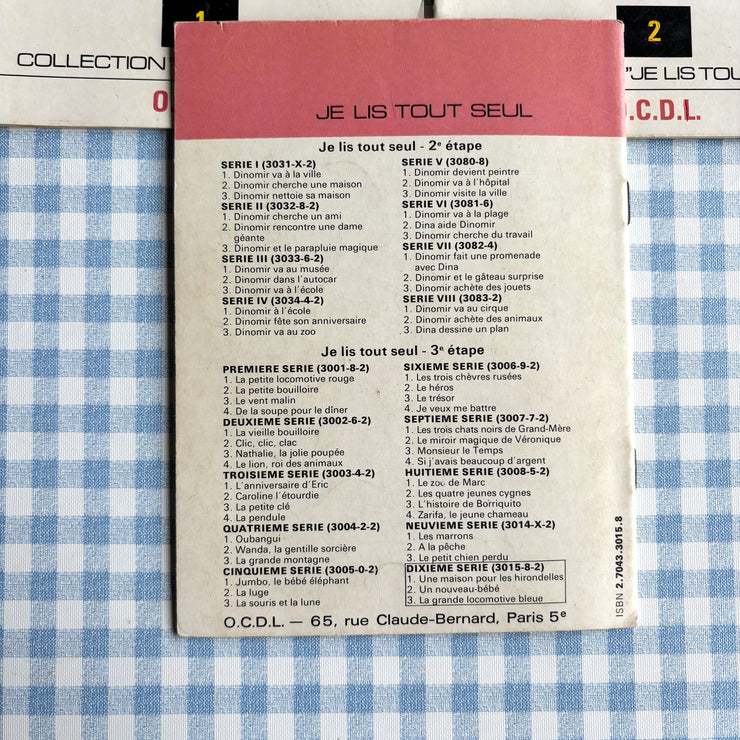 1
COLLECTION "
O
2
"JE LIS TOU
.C.D.L.
JE LIS TOUT SEUL
Je lis tout seul - 2e étape
SERIE I (3031-X-2)
1. Dinomir va à la ville
2. Dinomir cherche une maison
3. Dinomir nettoie sa maison
SERIE II (3032-8-2)
1. Dinomir cherche un ami
2. Dinomir rencontre une dame
géante
3. Dinomir et le parapluie magique
SERIE III (3033-6-2)
1. Dinomir va au musée
2. Dinomir dans l'autocar
3. Dinomir va à l'école
SERIE IV (3034-4-2)
1. Dinomir à l'école
2. Dinomir fête son anniversaire
3. Dinomir va au zoo
SERIE V (3080-8)
1. Dinomir devient peintre
2. Dinomir va à l'hôpital
3. Dinomir visite la ville
SERIE VI (3081-6)
1. Dinomir va à la plage
2. Dina aide Dinomir
3. Dinomir cherche du travail
SERIE VII (3082-4)
1. Dinomir fait une promenade
avec Dina
2. Dinomir et le gâteau surprise
3. Dinomir achète des jouets
SERIE VIII (3083-2)
1. Dinomir va au cirque
2. Dinomir achète des animaux
3. Dina dessine un plan
Je lis tout seul - 3e étape
PREMIERE SERIE (3001-8-2)
1. La petite locomotive rouge
2. La petite bouilloire
3. Le vent malin
4. De la soupe pour le dîner
DEUXIEME SERIE (3002-6-2)
1. La vieille bouilloire
2. Clic, clic, clac
3. Nathalie, la jolie poupée
4. Le lion, roi des animaux
TROISIEME SERIE (3003-4-2)
1. L'anniversaire d'Eric
2. Caroline l'étourdie
3. La petite clé
4. La pendule
QUATRIEME SERIE (3004-2-2)
1. Oubangui
2. Wanda, la gentille sorcière
3. La grande montagne
CINQUIEME SERIE (3005-0-2)
1. Jumbo, le bébé éléphant
2. La luge
3. La souris et la lune
SIXIEME SERIE (3006-9-2)
1. Les trois chèvres rusées
2. Le héros
3. Le trésor
4. Je veux me battre
SEPTIEME SERIE (3007-7-2)
1. Les trois chats noirs de Grand-Mère
2. Le miroir magique de Véronique
3. Monsieur le Temps
4. Si j'avais beaucoup d'argent
HUITIEME SERIE (3008-5-2)
1. Le zoo de Marc
2. Les quatre jeunes cygnes
3. L'histoire de Borriquito
4. Zarifa, le jeune chameau
NEUVIEME SERIE (3014-X-2)
1. Les marrons
2. A la pêche
3. Le petit chien perdu
DIXIEME SERIE (3015-8-2)
1. Une maison pour les hirondelles
2. Un nouveau-bébé
3. La grande locomotive bleue
O.C.D.L. — 65, rue Claude-Bernard, Paris 5e
ISBN 2.7043.3015.8